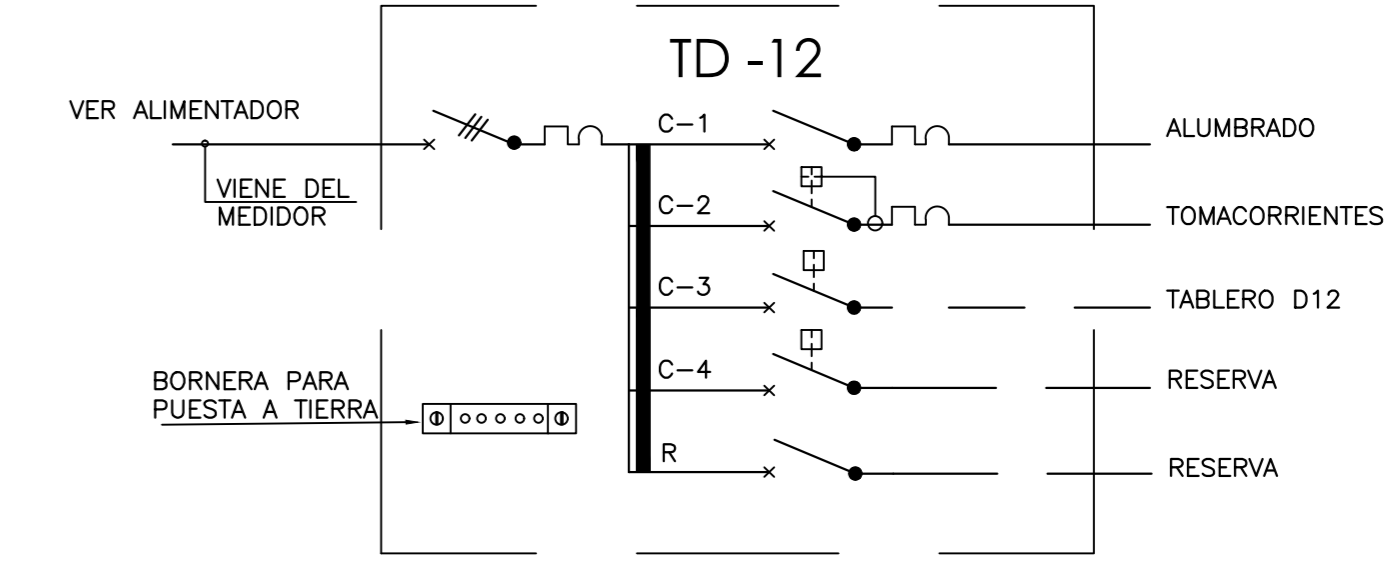 TD -12
VER ALIMENTADOR
VIENE DEL
MEDIDOR
C-1
ALUMBRADO
C-2
TOMACORRIENTES
C-3
TABLERO D12
C-4
RESERVA
R
RESERVA
BORNERA PARA
PUESTA A TIERRA